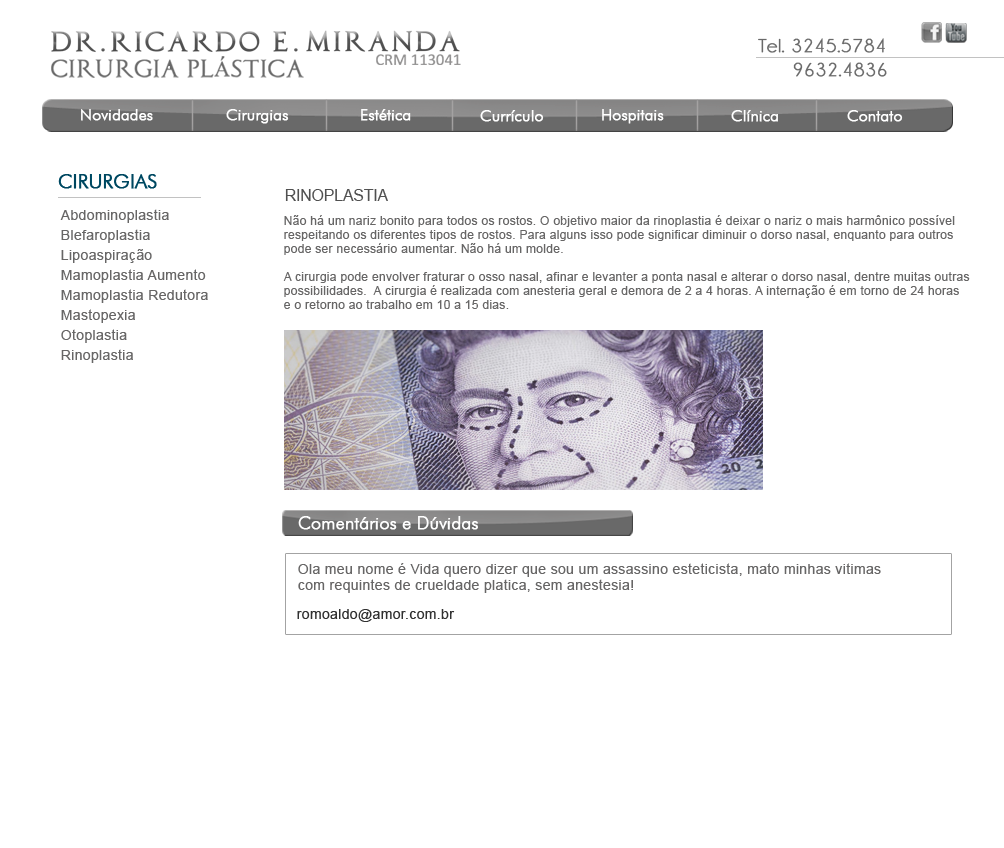 DR. RICARDO E. MIRANDA
CIRURGIA PLÁSTICA
CRM 113041
Tel. 3245.5784
9632.4836
f
You Tube
Novidades
Cirurgias
Estética
Currículo
Hospitais
Clínica
Contato
CIRURGIAS
Abdominoplastia
Blefaroplastia
Lipoaspiração
Mamoplastia Aumento
Mamoplastia Redutora
Mastopexia
Otoplastia
Rinoplastia
RINOPLASTIA
Não há um nariz bonito para todos os rostos. O objetivo maior da rinoplastia é deixar o nariz o mais harmônico possível
respeitando os diferentes tipos de rostos. Para alguns isso pode significar diminuir o dorso nasal, enquanto para outros
pode ser necessário aumentar. Não há um molde.
A cirurgia pode envolver fraturar o osso nasal, afinar e levanter a ponta nasal e alterar o dorso nasal, dentre muitas outras
possibilidades. A cirurgia é realizada com anesteria geral e demora de 2 a 4 horas. A internação é em torno de 24 horas
e o retorno ao trabalho em 10 a 15 dias.
20
Comentários e Dúvidas
Ola meu nome é Vida quero dizer que sou um assassino esteticista, mato minhas vitimas
com requintes de crueldade platica, sem anestesia!
romoaldo@amor.com.br